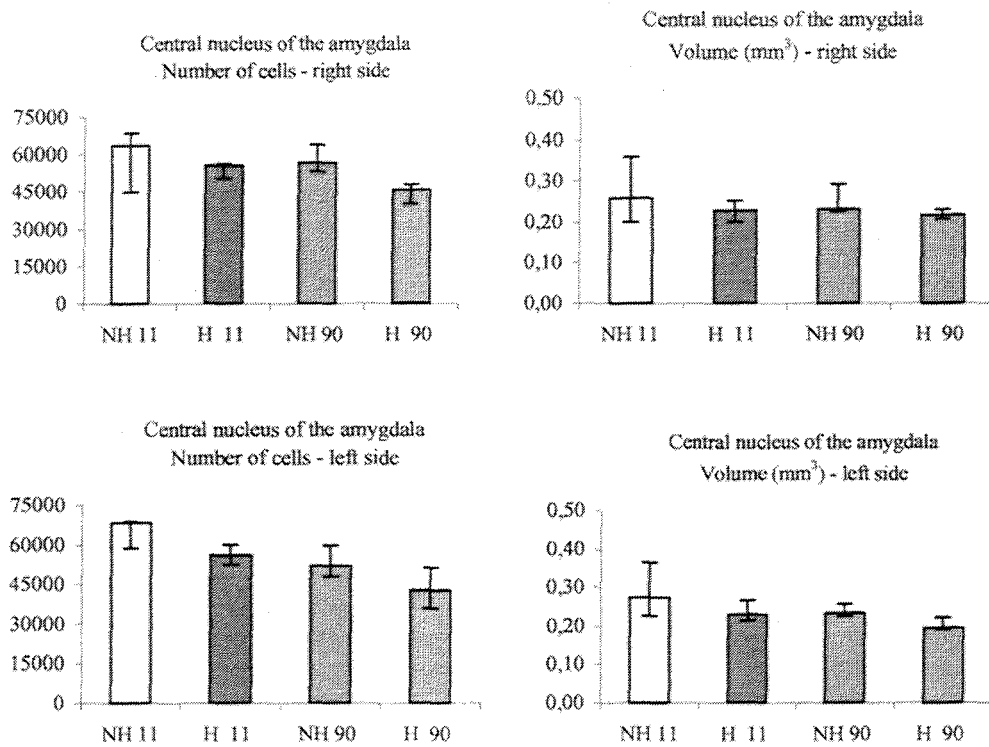 Central nucleus of the amygdala
Number of cells - right side
75000
60000
45000
30000
15000
0
NH 11 H 11 NH 90 H 90
Central nucleus of the amygdala
Volume (mm³) - right side
0,50
0,40
0,30
0,20
0,10
0,00
NH 11 H 11 NH 90 H 90
Central nucleus of the amygdala
Number of cells - left side
75000
60000
45000
30000
15000
0
NH 11 H 11 NH 90 H 90
Central nucleus of the amygdala
Volume (mm³) - left side
0,50
0,40
0,30
0,20
0,10
0,00
NH 11 H 11 NH 90 H 90